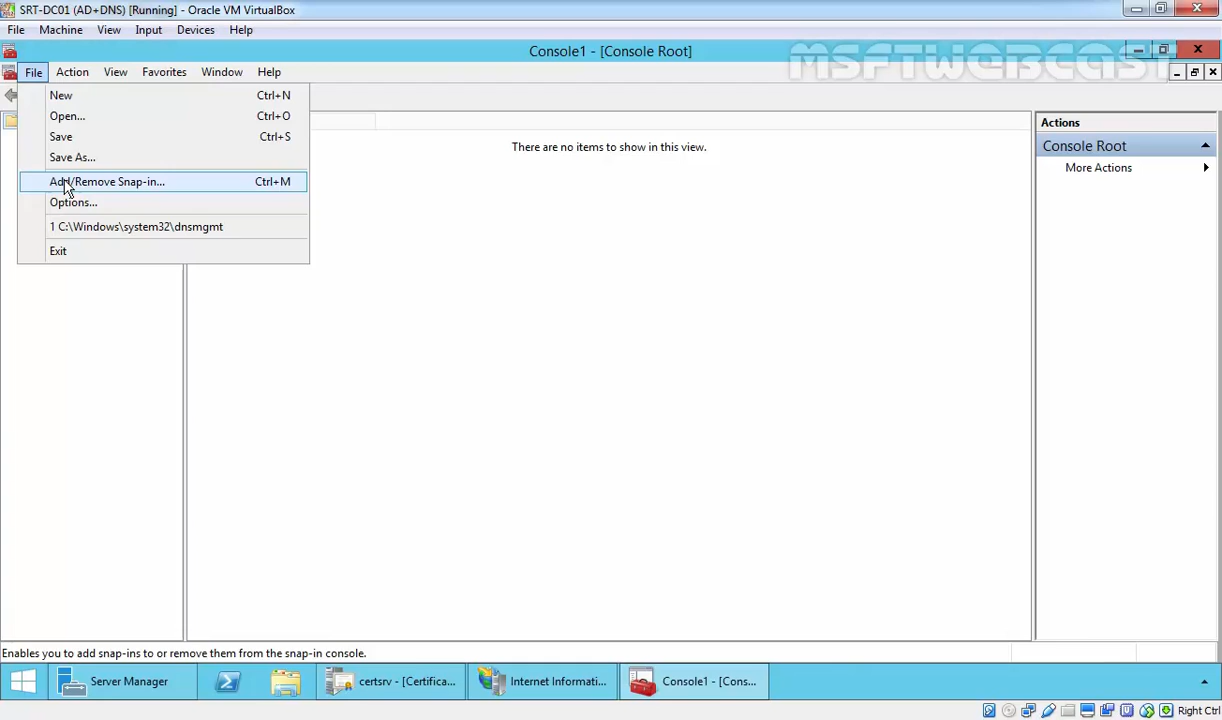 SRT-DC01 (AD+DNS) [Running] - Oracle VM VirtualBox
File Machine View Input Devices Help
Console1 - [Console Root]
MSFTWEBCAST
File Action View Favorites Window Help
New Ctrl+N
Open... Ctrl+O
Save Ctrl+S
Save As...
Add/Remove Snap-in... Ctrl+M
Options...
1 C:\Windows\system32\dnsmgmt
Exit
There are no items to show in this view.
Actions
Console Root
More Actions
Enables you to add snap-ins to or remove them from the snap-in console.
Server Manager
certsrv - [Certifica...
Internet Informati...
Console1 - [Cons...
Right Ctrl